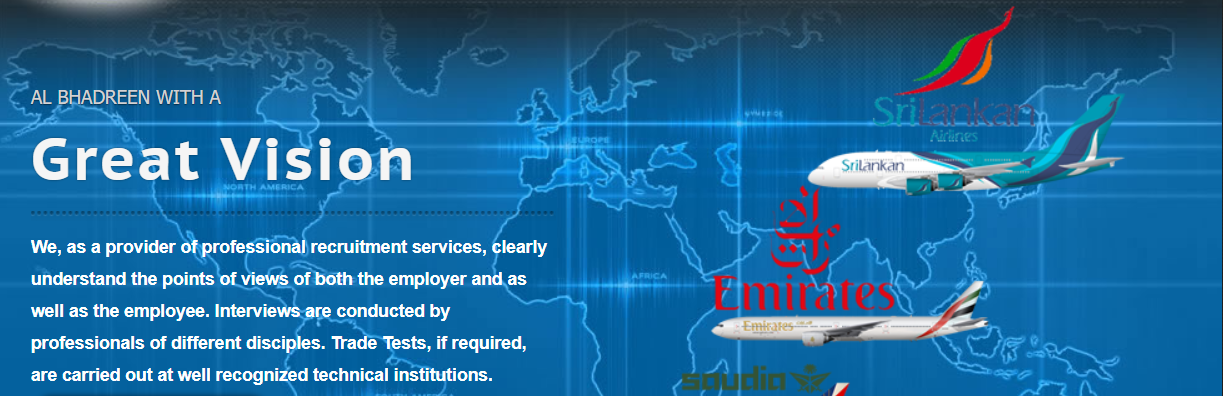 AL BHADREEN WITH A
Great Vision
We, as a provider of professional recruitment services, clearly
understand the points of views of both the employer and as
well as the employee. Interviews are conducted by
professionals of different disciples. Trade Tests, if required,
are carried out at well recognized technical institutions.
NORTH AMERICA
EUROPE
AFRICA
SriLankan
Airlines
SriLankan
Emirates
Emirates
saudia